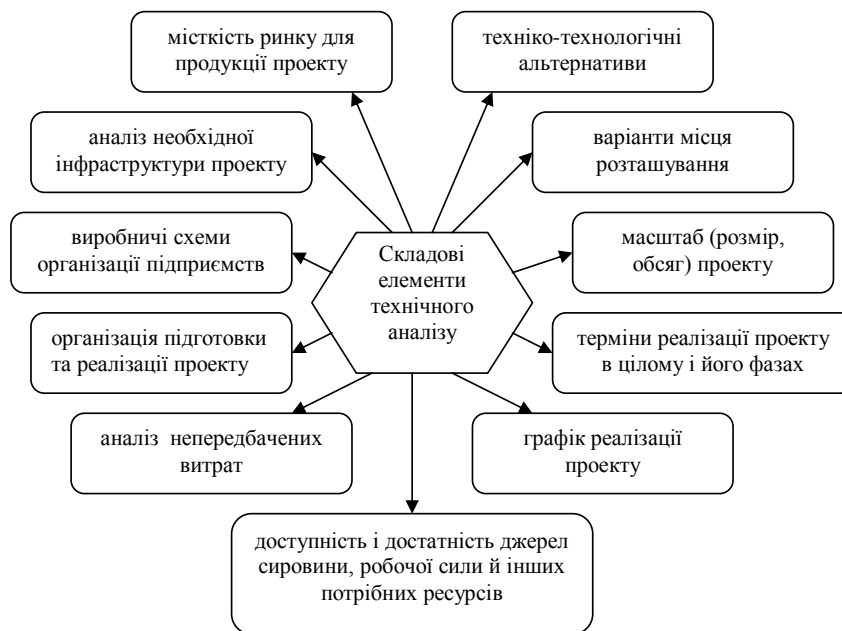 місткість ринку для
продукції проекту
техніко-технологічні
альтернативи
аналіз необхідної
інфраструктури проекту
варіанти місця
розташування
виробничі схеми
організації підприємств
Складові
елементи
технічного
аналізу
масштаб (розмір,
обсяг) проекту
організація підготовки
та реалізації проекту
терміни реалізації проекту
в цілому і його фазах
аналіз непередбачених
витрат
графік реалізації
проекту
доступність і достатність джерел
сировини, робочої сили й інших
потрібних ресурсів